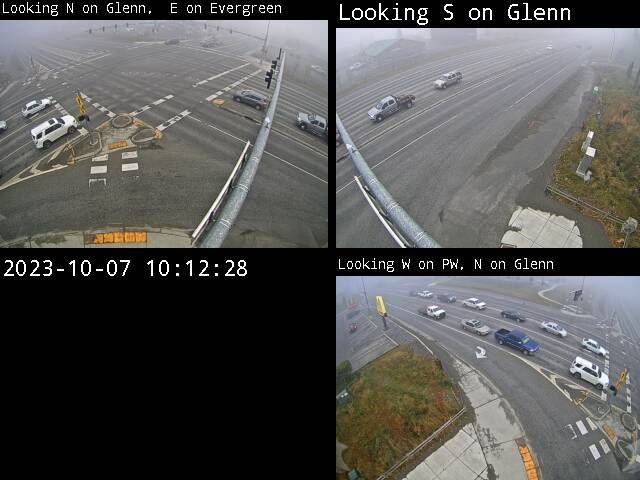 Looking N on Glenn,  E on Evergreen
Looking S on Glenn
2023-10-07 10:12:28
Looking W on PW, N on Glenn